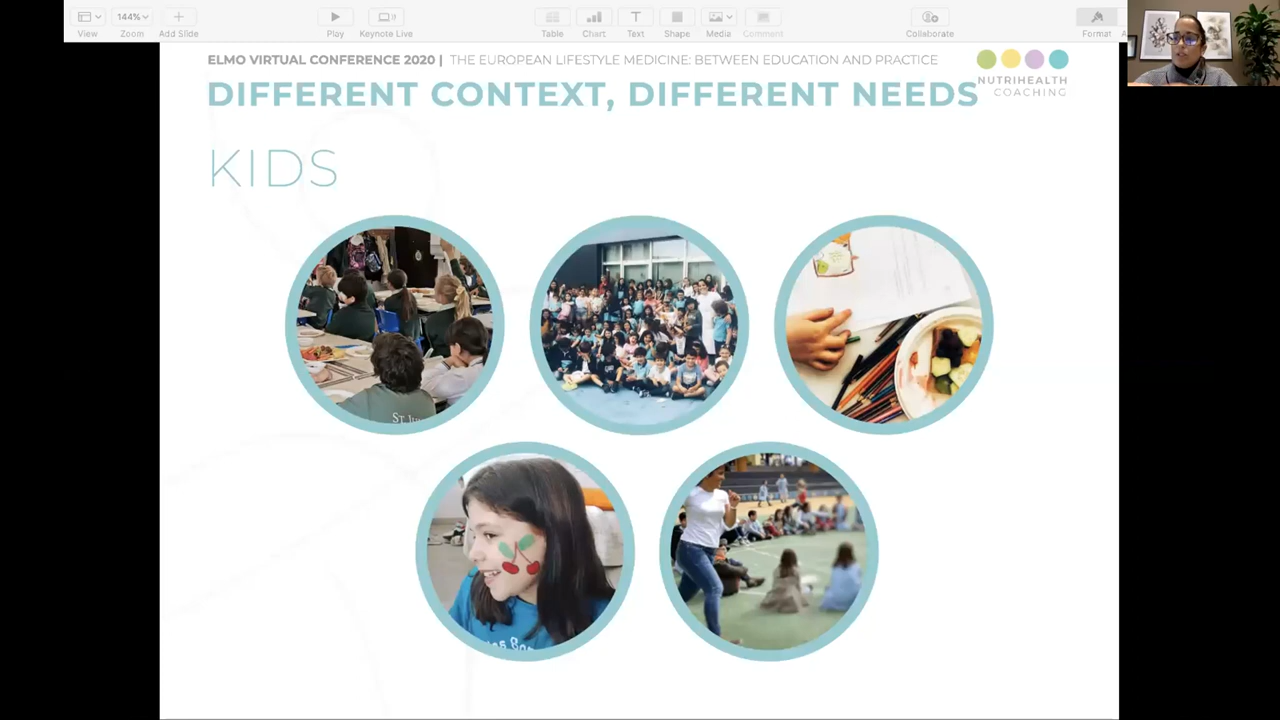 View
144%
Zoom
Add Slide
Play
Keynote Live
Table
Chart
Text
Shape
Media
Comment
Collaborate
Format
ELMO VIRTUAL CONFERENCE 2020 | THE EUROPEAN LIFESTYLE MEDICINE: BETWEEN EDUCATION AND PRACTICE
DIFFERENT CONTEXT, DIFFERENT NEEDS
NUTRIHEALTH
COACHING
KIDS